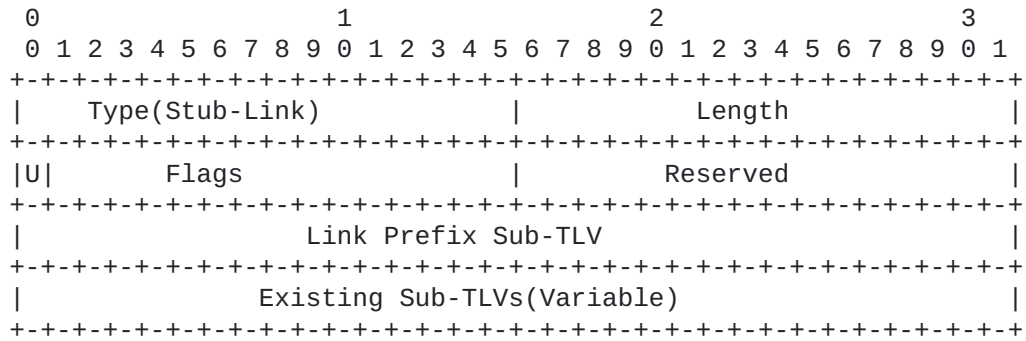 0                   1                   2                   3
 0 1 2 3 4 5 6 7 8 9 0 1 2 3 4 5 6 7 8 9 0 1 2 3 4 5 6 7 8 9 0 1
+-+-+-+-+-+-+-+-+-+-+-+-+-+-+-+-+-+-+-+-+-+-+-+-+-+-+-+-+-+-+-+-+
|    Type(Stub-Link)            |           Length              |
+-+-+-+-+-+-+-+-+-+-+-+-+-+-+-+-+-+-+-+-+-+-+-+-+-+-+-+-+-+-+-+-+
|U|       Flags                 |         Reserved              |
+-+-+-+-+-+-+-+-+-+-+-+-+-+-+-+-+-+-+-+-+-+-+-+-+-+-+-+-+-+-+-+-+
|                  Link Prefix Sub-TLV                          |
+-+-+-+-+-+-+-+-+-+-+-+-+-+-+-+-+-+-+-+-+-+-+-+-+-+-+-+-+-+-+-+-+
|               Existing Sub-TLVs(Variable)                     |
+-+-+-+-+-+-+-+-+-+-+-+-+-+-+-+-+-+-+-+-+-+-+-+-+-+-+-+-+-+-+-+-+